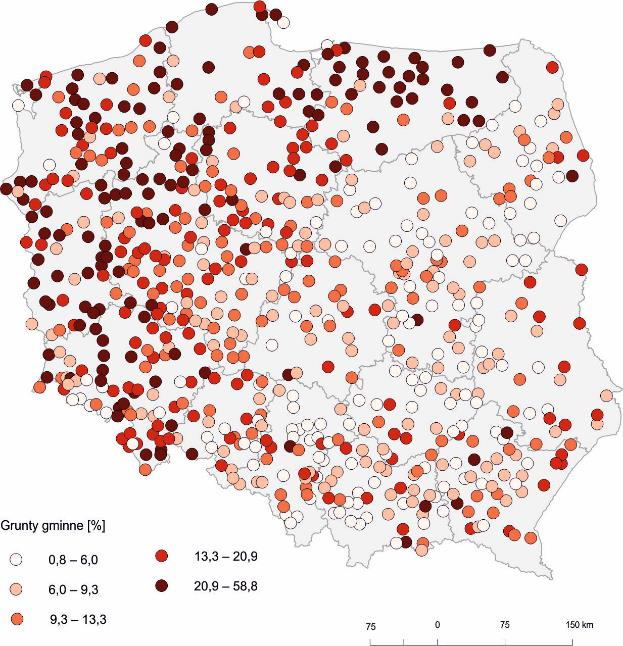 Grunty gminne [%]
0,8 – 6,0
6,0 – 9,3
9,3 – 13,3
13,3 – 20,9
20,9 – 58,8
75 0 75 150 km